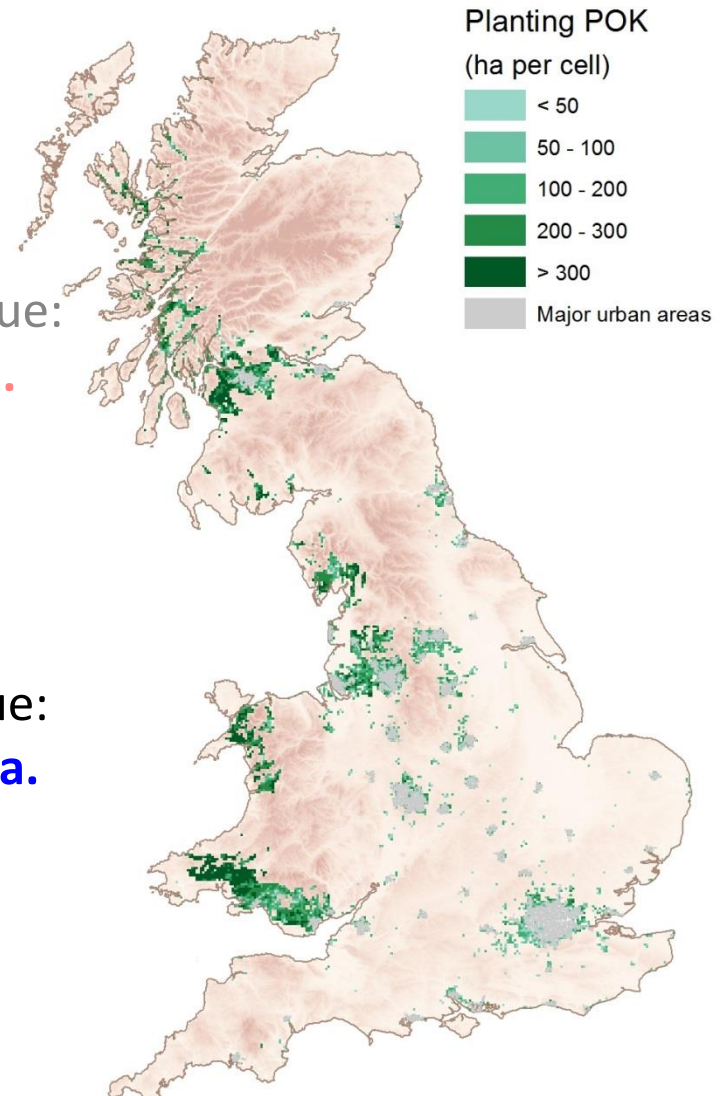 Planting POK
(ha per cell)
< 50
50 - 100
100 - 200
200 - 300
> 300
Major urban areas
ue:
.
ue:
a.